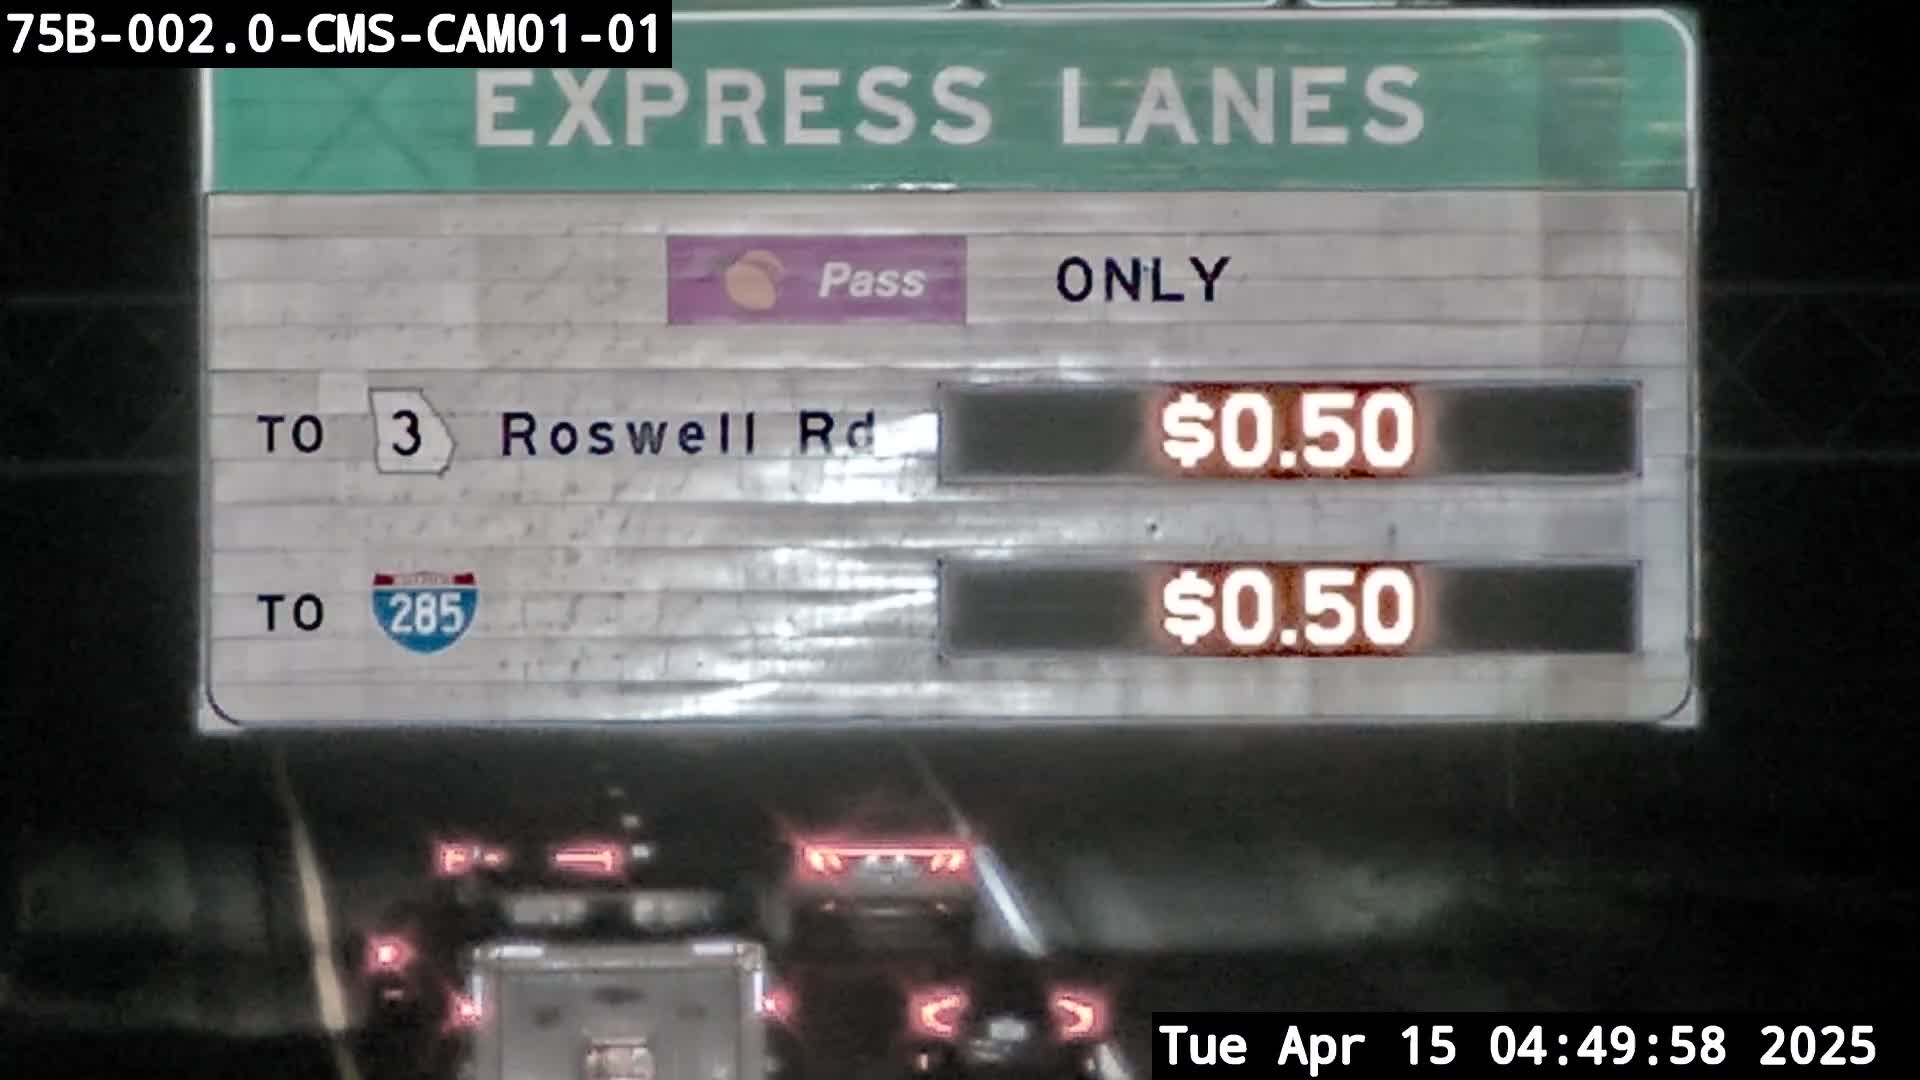 75B-002.0-CMS-CAM01-01
EXPRESS LANES
Pass ONLY
TO 3 Roswell Rd $0.50
TO 285 $0.50
Tue Apr 15 04:49:58 2025